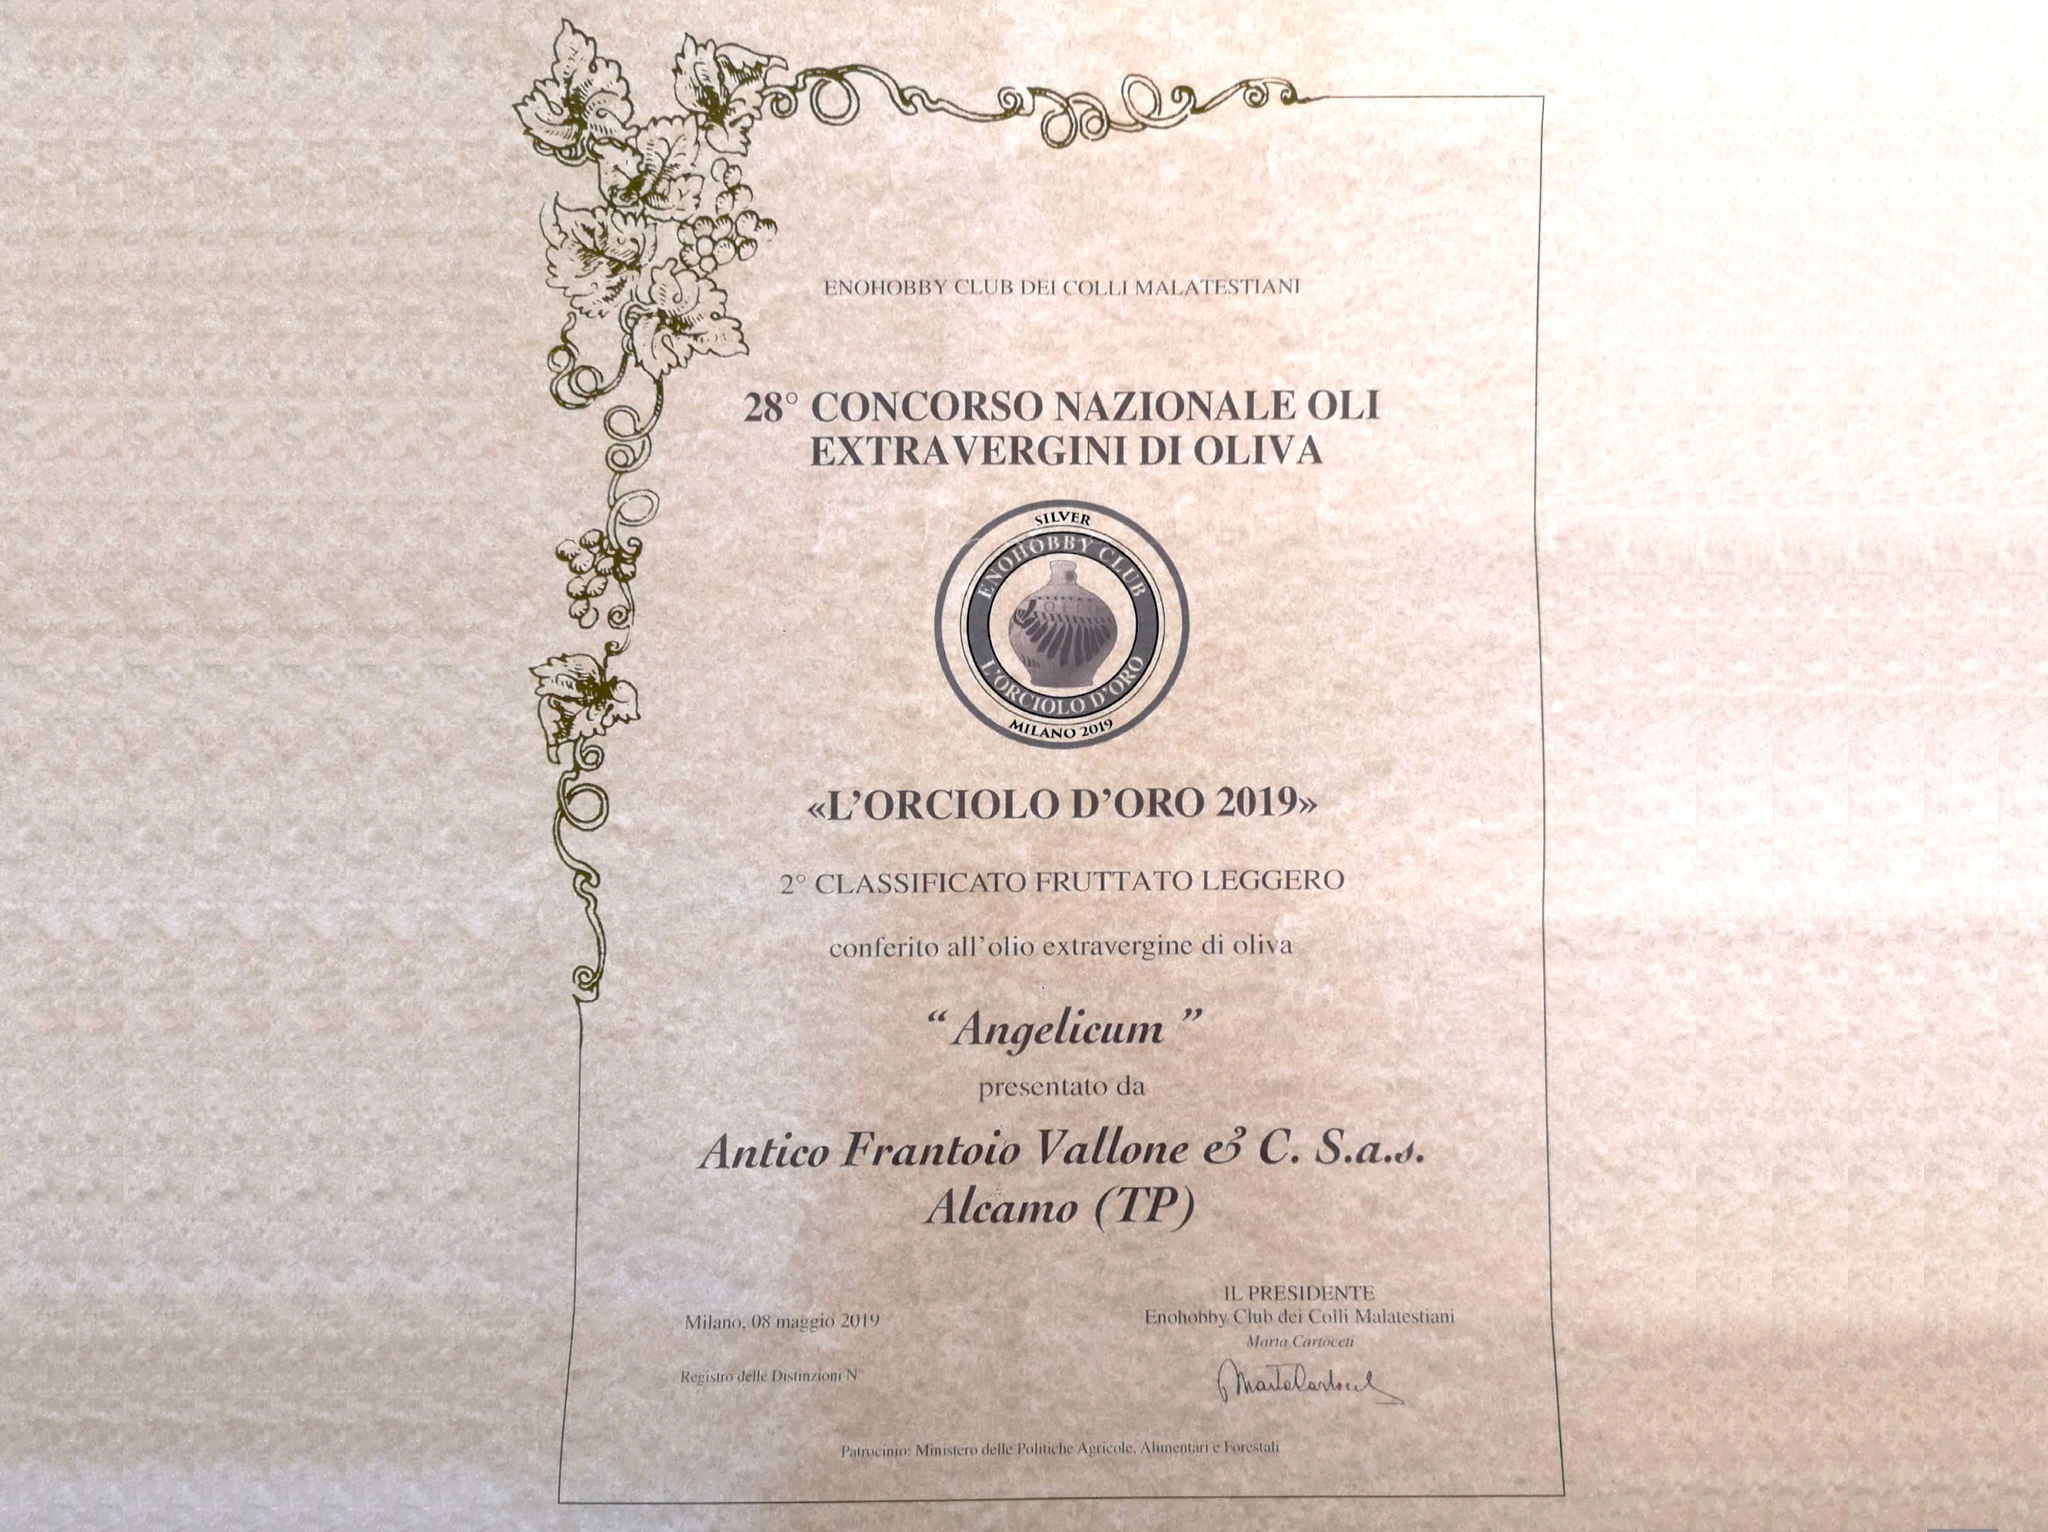 ENOHOBBY CLUB DEI COLLI MALATESTIANI
28° CONCORSO NAZIONALE OLI
EXTRAVERGINI DI OLIVA
SILVER
ENOHOBBY CLUB
L'ORCIOLO D'ORO
MILANO 2019
«L'ORCIOLO D'ORO 2019»
2° CLASSIFICATO FRUTTATO LEGGERO
conferito all'olio extravergine di oliva
“ Angelicum ”
presentato da
Antico Frantoio Vallone & C. S.a.s.
Alcamo (TP)
IL PRESIDENTE
Enohobby Club dei Colli Malatestiani
Marta Cartoceti
Milano, 08 maggio 2019
Registro delle Distinzioni N
Patrocinio: Ministero delle Politiche Agricole, Alimentari e Forestali